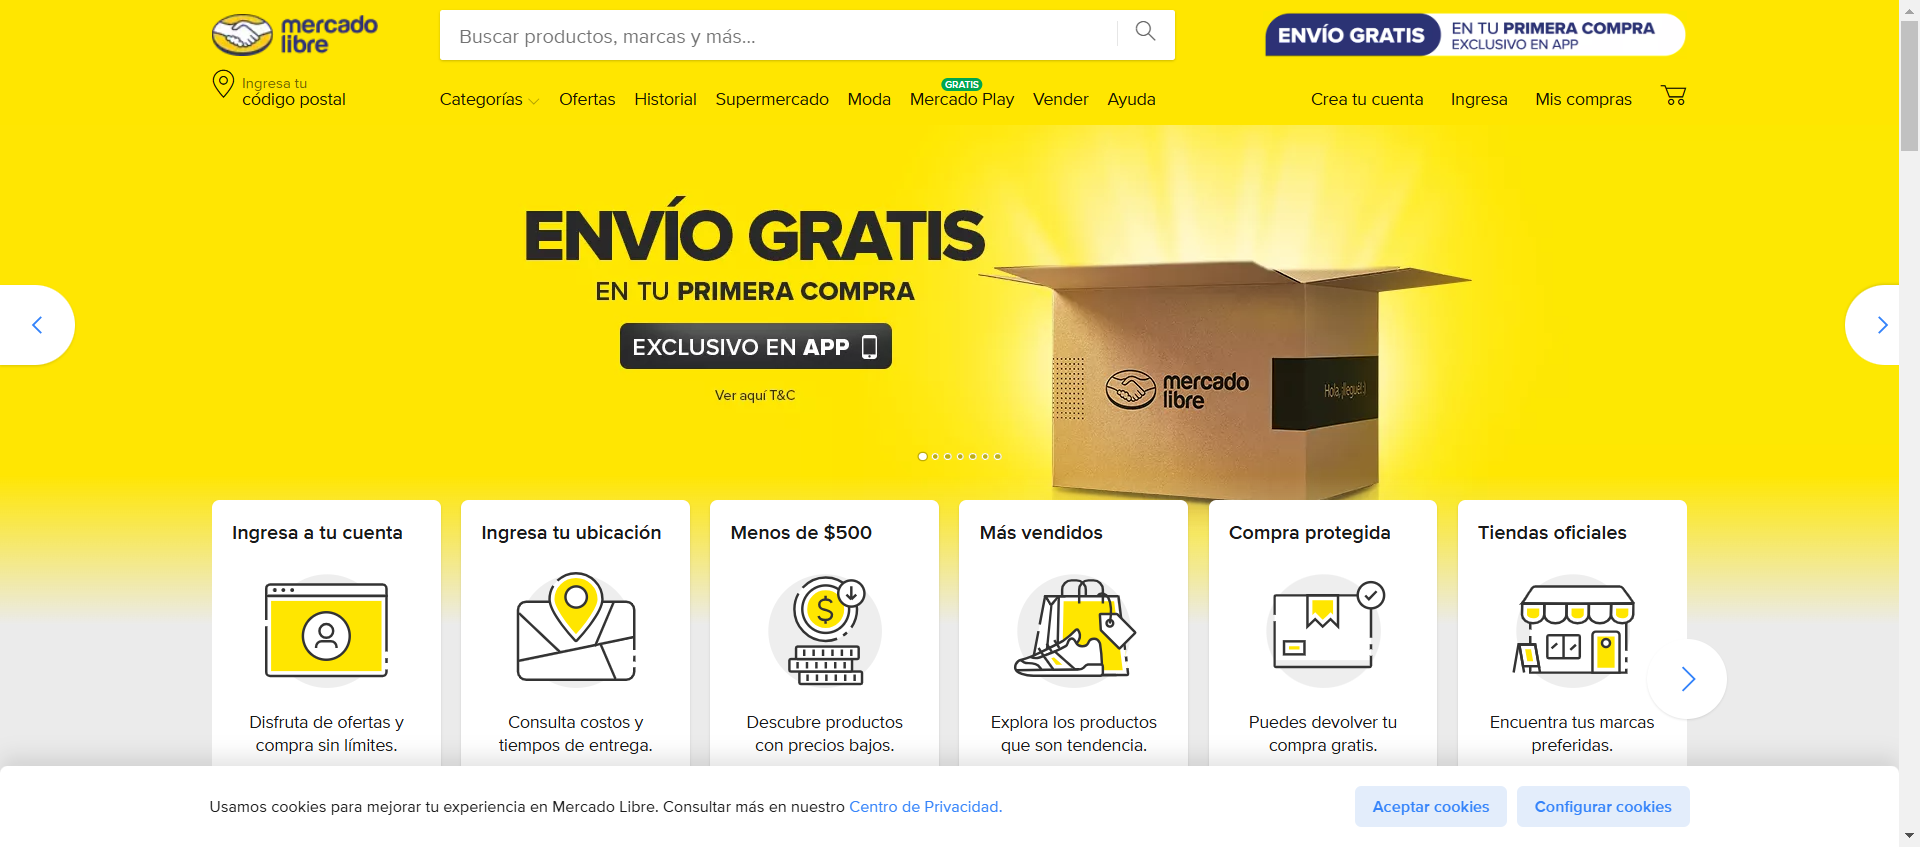 mercado
libre
Buscar productos, marcas y más...
ENVÍO GRATIS
EN TU PRIMERA COMPRA
EXCLUSIVO EN APP
Ingresa tu
código postal
Categorías
Ofertas
Historial
Supermercado
Moda
GRATIS
Mercado Play
Vender
Ayuda
Crea tu cuenta
Ingresa
Mis compras
ENVÍO GRATIS
EN TU PRIMERA COMPRA
EXCLUSIVO EN APP
Ver aquí T&C
mercado
libre
Hola, ¡llegué! :)
Ingresa a tu cuenta
Disfruta de ofertas y
compra sin límites.
Ingresa tu ubicación
Consulta costos y
tiempos de entrega.
Menos de $500
$
Descubre productos
con precios bajos.
Más vendidos
Explora los productos
que son tendencia.
Compra protegida
Puedes devolver tu
compra gratis.
Tiendas oficiales
Encuentra tus marcas
preferidas.
Usamos cookies para mejorar tu experiencia en Mercado Libre. Consultar más en nuestro Centro de Privacidad.
Aceptar cookies
Configurar cookies